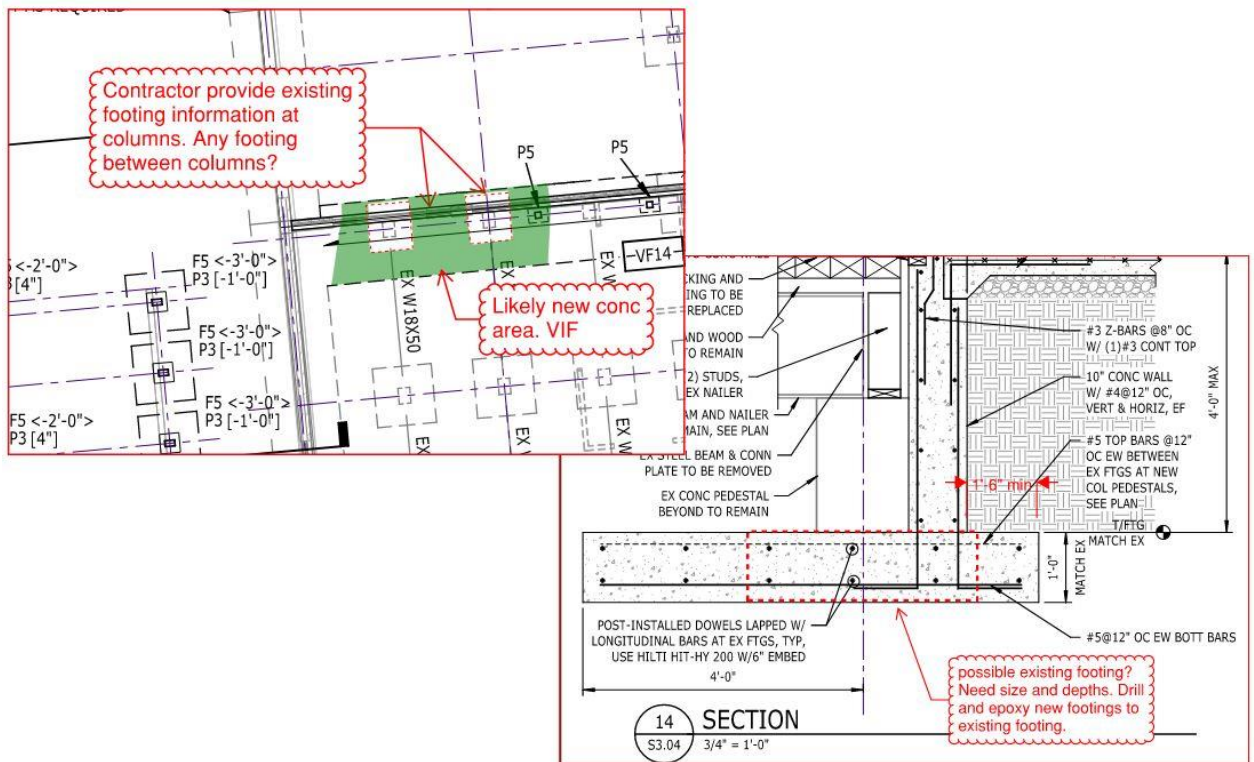 Contractor provide existing
footing information at
columns. Any footing
between columns?
P5
P5
VF14
F5 <-3'-0">
P3 [-1'-0"]
5 <-2'-0">
P3 [4"]
F5 <-3'-0">
P3 [-1'-0"]
F5 <-3'-0">
P3 [-1'-0"]
F5 <-2'-0">
P3 [4"]
EX W18X50
EX W
EX
EX
EX W
Likely new conc
area. VIF
CKING AND
ING TO BE
REPLACED
AND WOOD
TO REMAIN
2) STUDS,
EX NAILER
AM AND NAILER
MAIN, SEE PLAN
EX STEEL BEAM & CONN
PLATE TO BE REMOVED
EX CONC PEDESTAL
BEYOND TO REMAIN
#3 Z-BARS @8" OC
W/ (1)#3 CONT TOP
10" CONC WALL
W/ #4@12" OC,
VERT & HORIZ, EF
#5 TOP BARS @12"
OC EW BETWEEN
EX FTGS AT NEW
COL PEDESTALS,
SEE PLAN
1'-6" min
4'-0" MAX
T/FTG
MATCH EX
1'-0"
MATCH EX
POST-INSTALLED DOWELS LAPPED W/
LONGITUDINAL BARS AT EX FTGS, TYP,
USE HILTI HIT-HY 200 W/6" EMBED
#5@12" OC EW BOTT BARS
4'-0"
possible existing footing?
Need size and depths. Drill
and epoxy new footings to
existing footing.
14
S3.04
SECTION
3/4" = 1'-0"